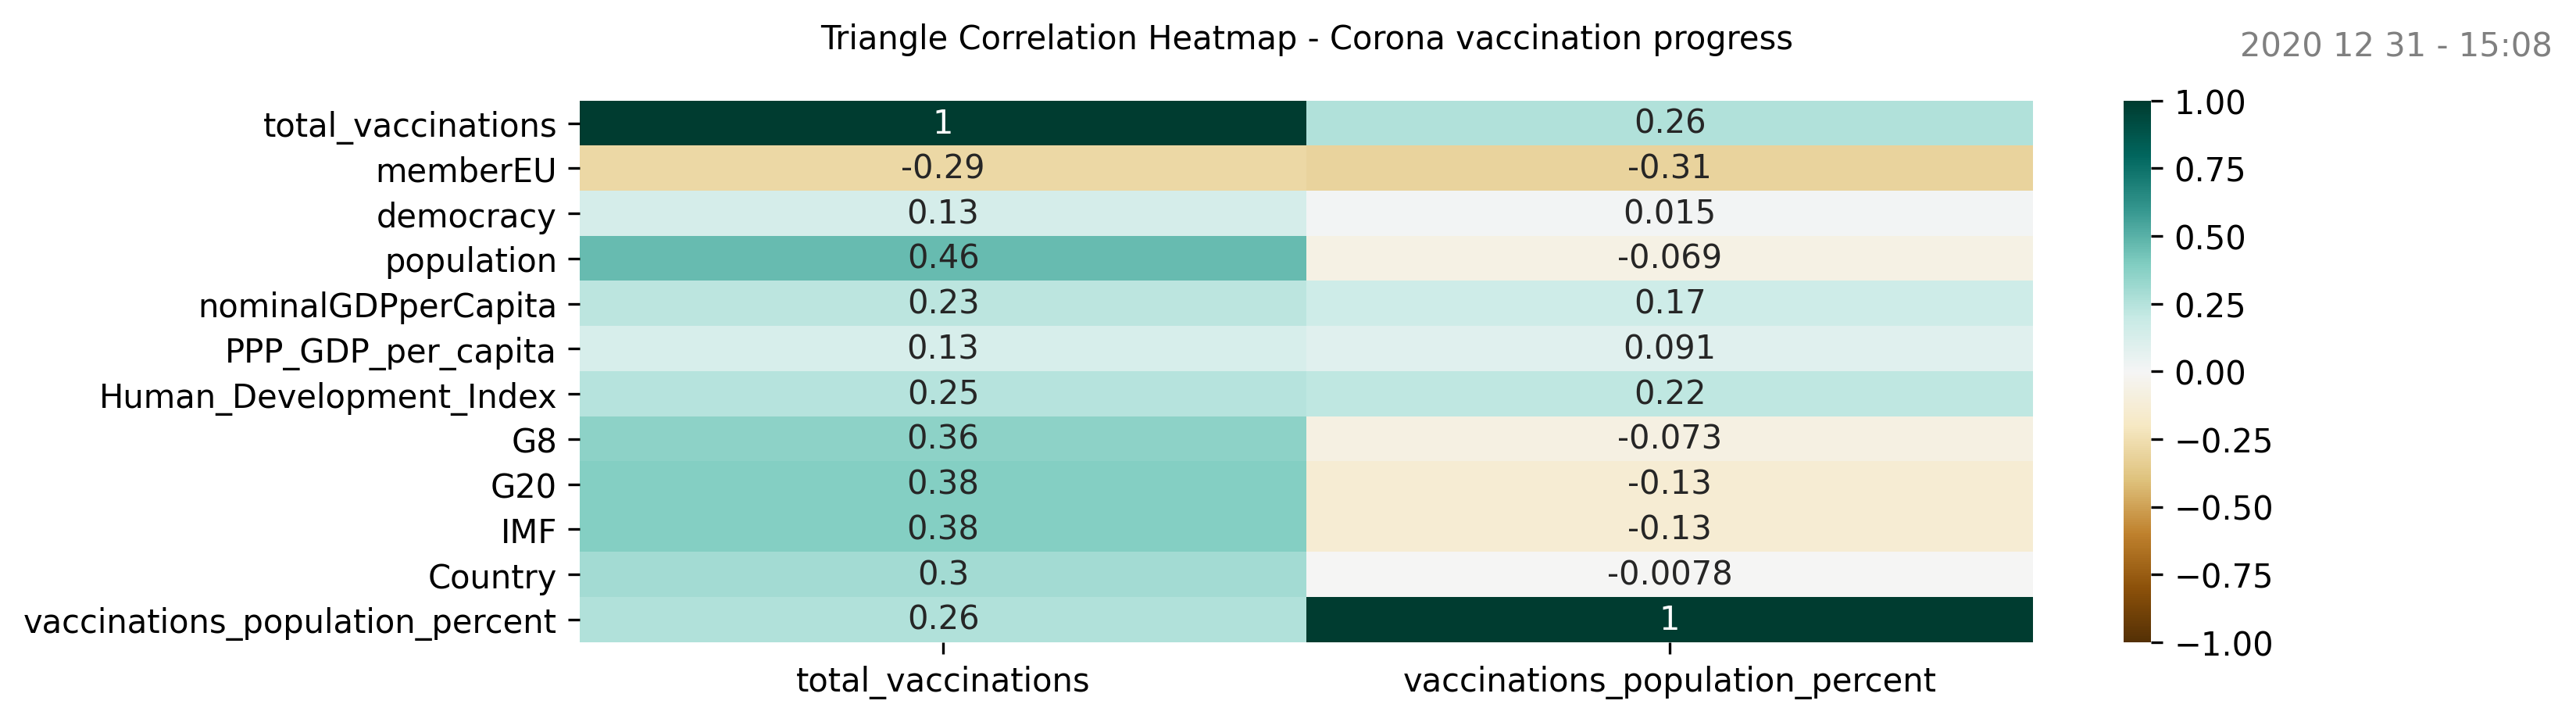 Triangle Correlation Heatmap - Corona vaccination progress
2020 12 31 - 15:08
total_vaccinations 1 0.26
memberEU -0.29 -0.31
democracy 0.13 0.015
population 0.46 -0.069
nominalGDPperCapita 0.23 0.17
PPP_GDP_per_capita 0.13 0.091
Human_Development_Index 0.25 0.22
G8 0.36 -0.073
G20 0.38 -0.13
IMF 0.38 -0.13
Country 0.3 -0.0078
vaccinations_population_percent 0.26 1
total_vaccinations vaccinations_population_percent
1.00
0.75
0.50
0.25
0.00
−0.25
−0.50
−0.75
−1.00